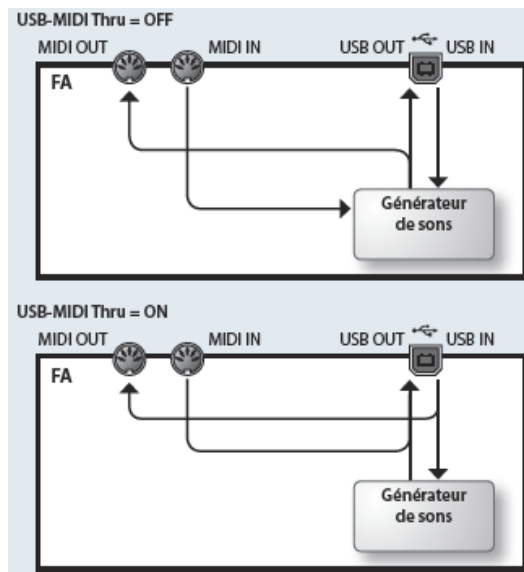 USB-MIDI Thru = OFF
MIDI OUT MIDI IN USB OUT USB IN
FA
Générateur
de sons
USB-MIDI Thru = ON
MIDI OUT MIDI IN USB OUT USB IN
FA
Générateur
de sons